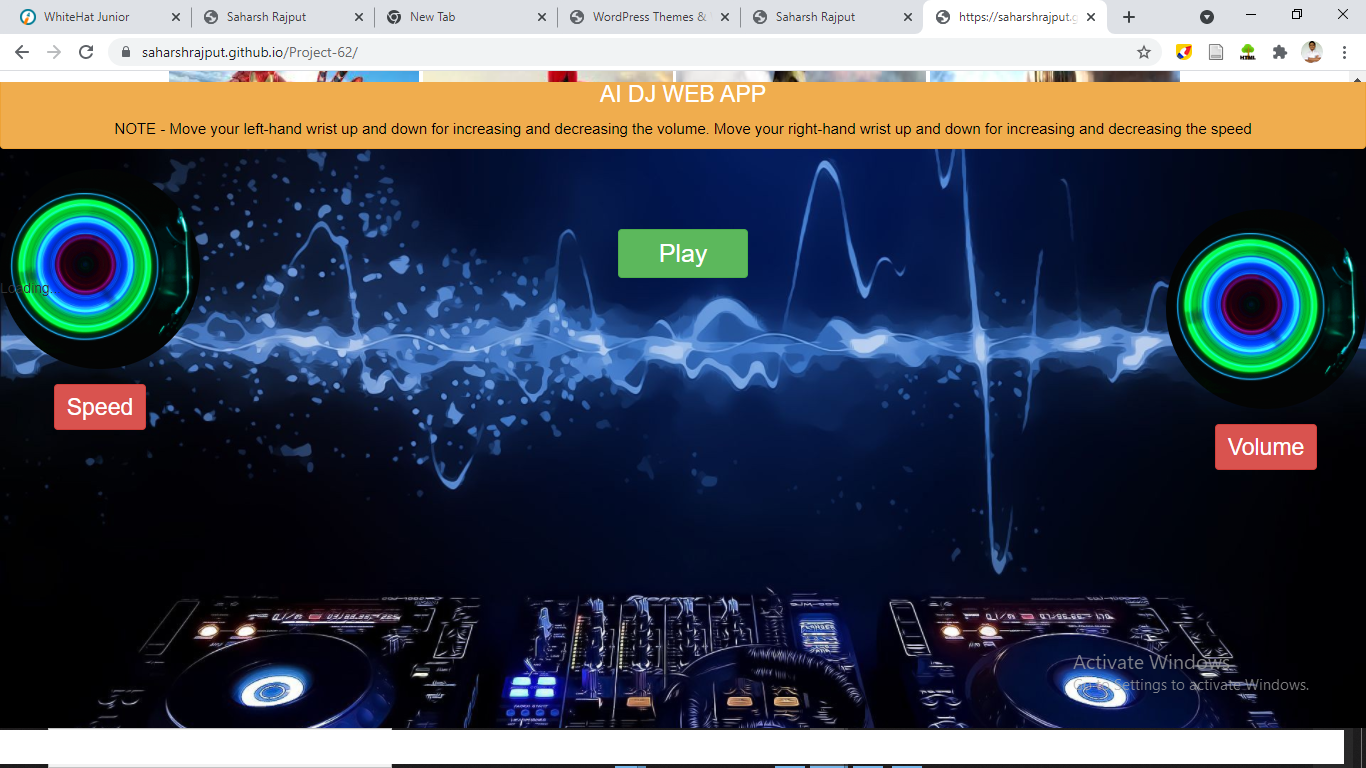 WhiteHat Junior
Saharsh Rajput
New Tab
WordPress Themes &
Saharsh Rajput
https://saharshrajput.g
saharshrajput.github.io/Project-62/
AI DJ WEB APP
NOTE - Move your left-hand wrist up and down for increasing and decreasing the volume. Move your right-hand wrist up and down for increasing and decreasing the speed
Play
Loading.
Speed
Volume
Activate Windows
Go to Settings to activate Windows.